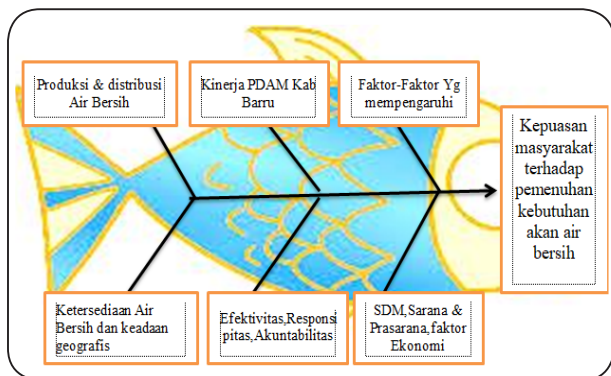 Produksi & distribusi
Air Bersih
Kinerja PDAM Kab
Barru
Faktor-Faktor Yg
mempengaruhi
Kepuasan
masyarakat
terhadap
pemenuhan
kebutuhan
akan air
bersih
Ketersediaan Air
Bersih dan keadaan
geografis
Efektivitas,Responsi
pitas,Akuntabilitas
SDM,Sarana &
Prasarana,faktor
Ekonomi